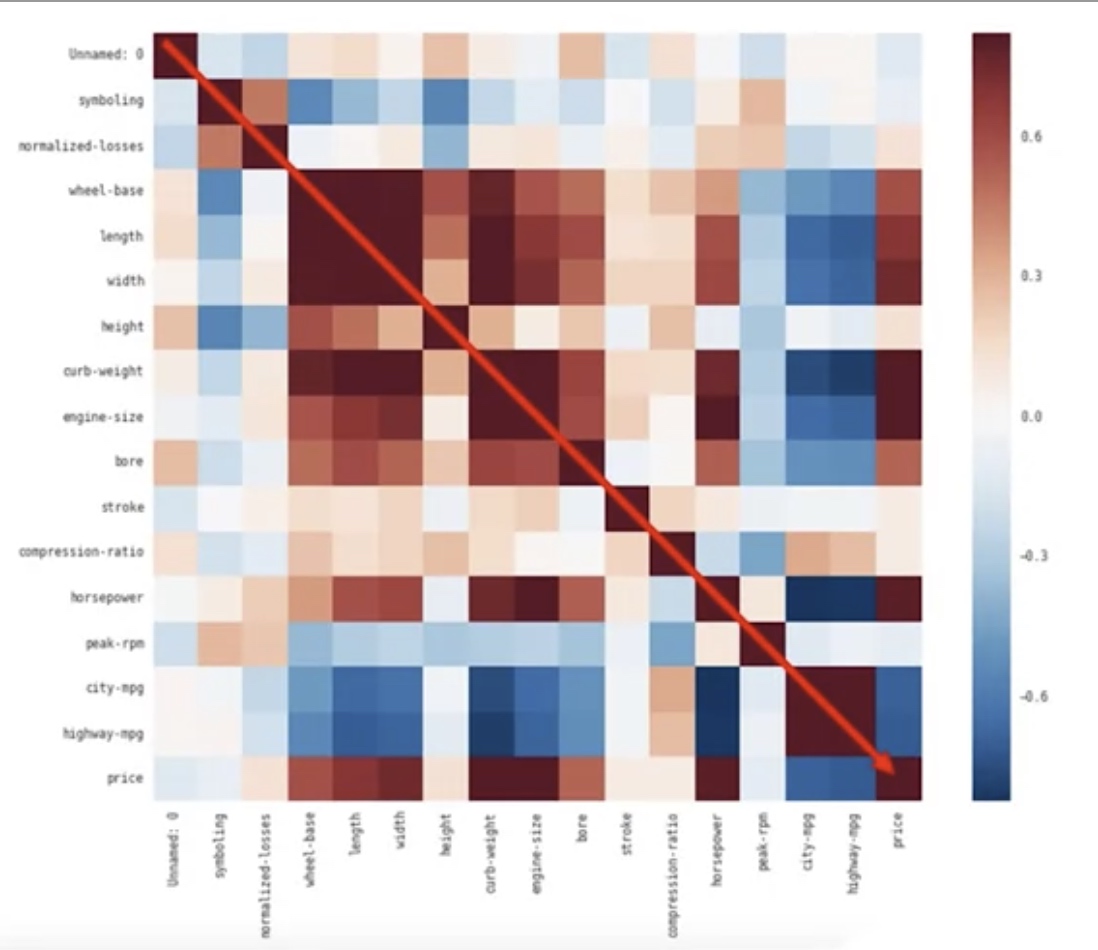 Unnamed: 0
symboling
normalized-losses
wheel-base
length
width
height
curb-weight
engine-size
bore
stroke
compression-ratio
horsepower
peak-rpm
city-mpg
highway-mpg
price
0.6
0.3
0.0
-0.3
-0.6
Unnamed: 0
symboling
normalized-losses
wheel-base
length
width
height
curb-weight
engine-size
bore
stroke
compression-ratio
horsepower
peak-rpm
city-mpg
highway-mpg
price